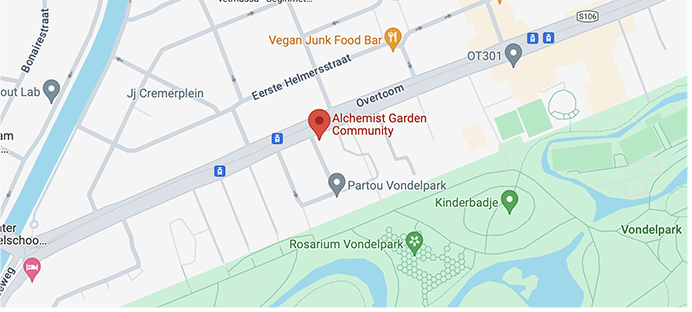 Bonairestraat
Vegan Junk Food Bar
S106
OT301
Eerste Helmersstraat
out Lab
Jj Cremerplein
Overtoom
Alchemist Garden
Community
am
Partou Vondelpark
Kinderbadje
Vondelpark
Rosarium Vondelpark
nter
elschoo...
eweg